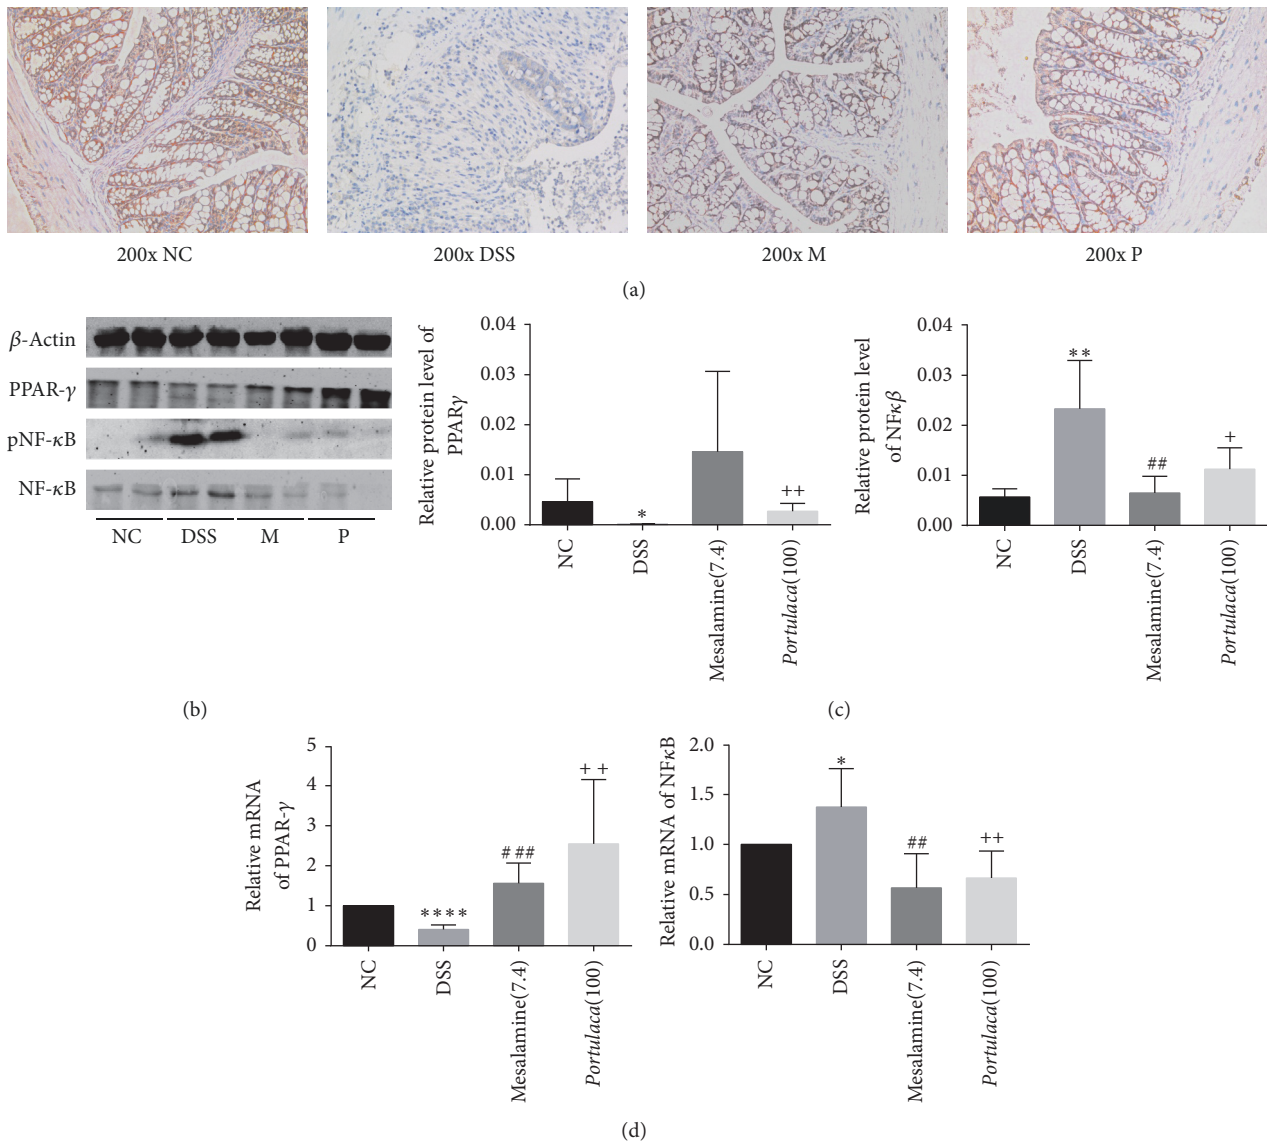 200x NC
200x DSS
200x M
200x P
(a)
β-Actin
PPAR-γ
pNF-κB
NF-κB
NC DSS M P
(b)
Relative protein level of
PPARγ
0.04
0.03
0.02
0.01
0.00
*
++
NC
DSS
Mesalamine(7.4)
Portulaca(100)
Relative protein level
of NFκβ
0.04
0.03
0.02
0.01
0.00
**
##
+
NC
DSS
Mesalamine(7.4)
Portulaca(100)
(c)
Relative mRNA
of PPAR-γ
5
4
3
2
1
0
****
###
++
NC
DSS
Mesalamine(7.4)
Portulaca(100)
Relative mRNA of NFκB
2.0
1.5
1.0
0.5
0.0
*
##
++
NC
DSS
Mesalamine(7.4)
Portulaca(100)
(d)